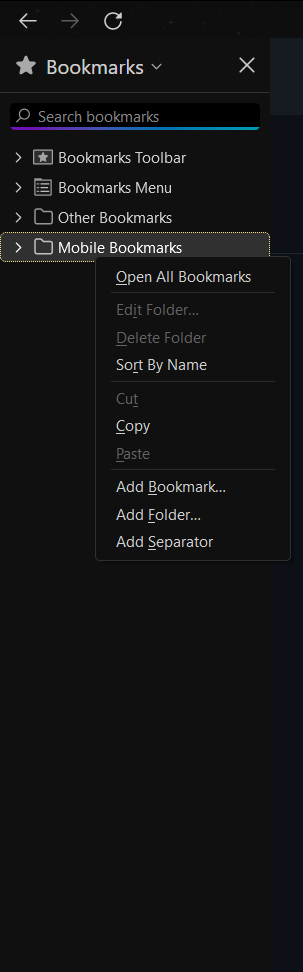 Bookmarks
Search bookmarks
Bookmarks Toolbar
Bookmarks Menu
Other Bookmarks
Mobile Bookmarks
Open All Bookmarks
Edit Folder...
Delete Folder
Sort By Name
Cut
Copy
Paste
Add Bookmark...
Add Folder...
Add Separator